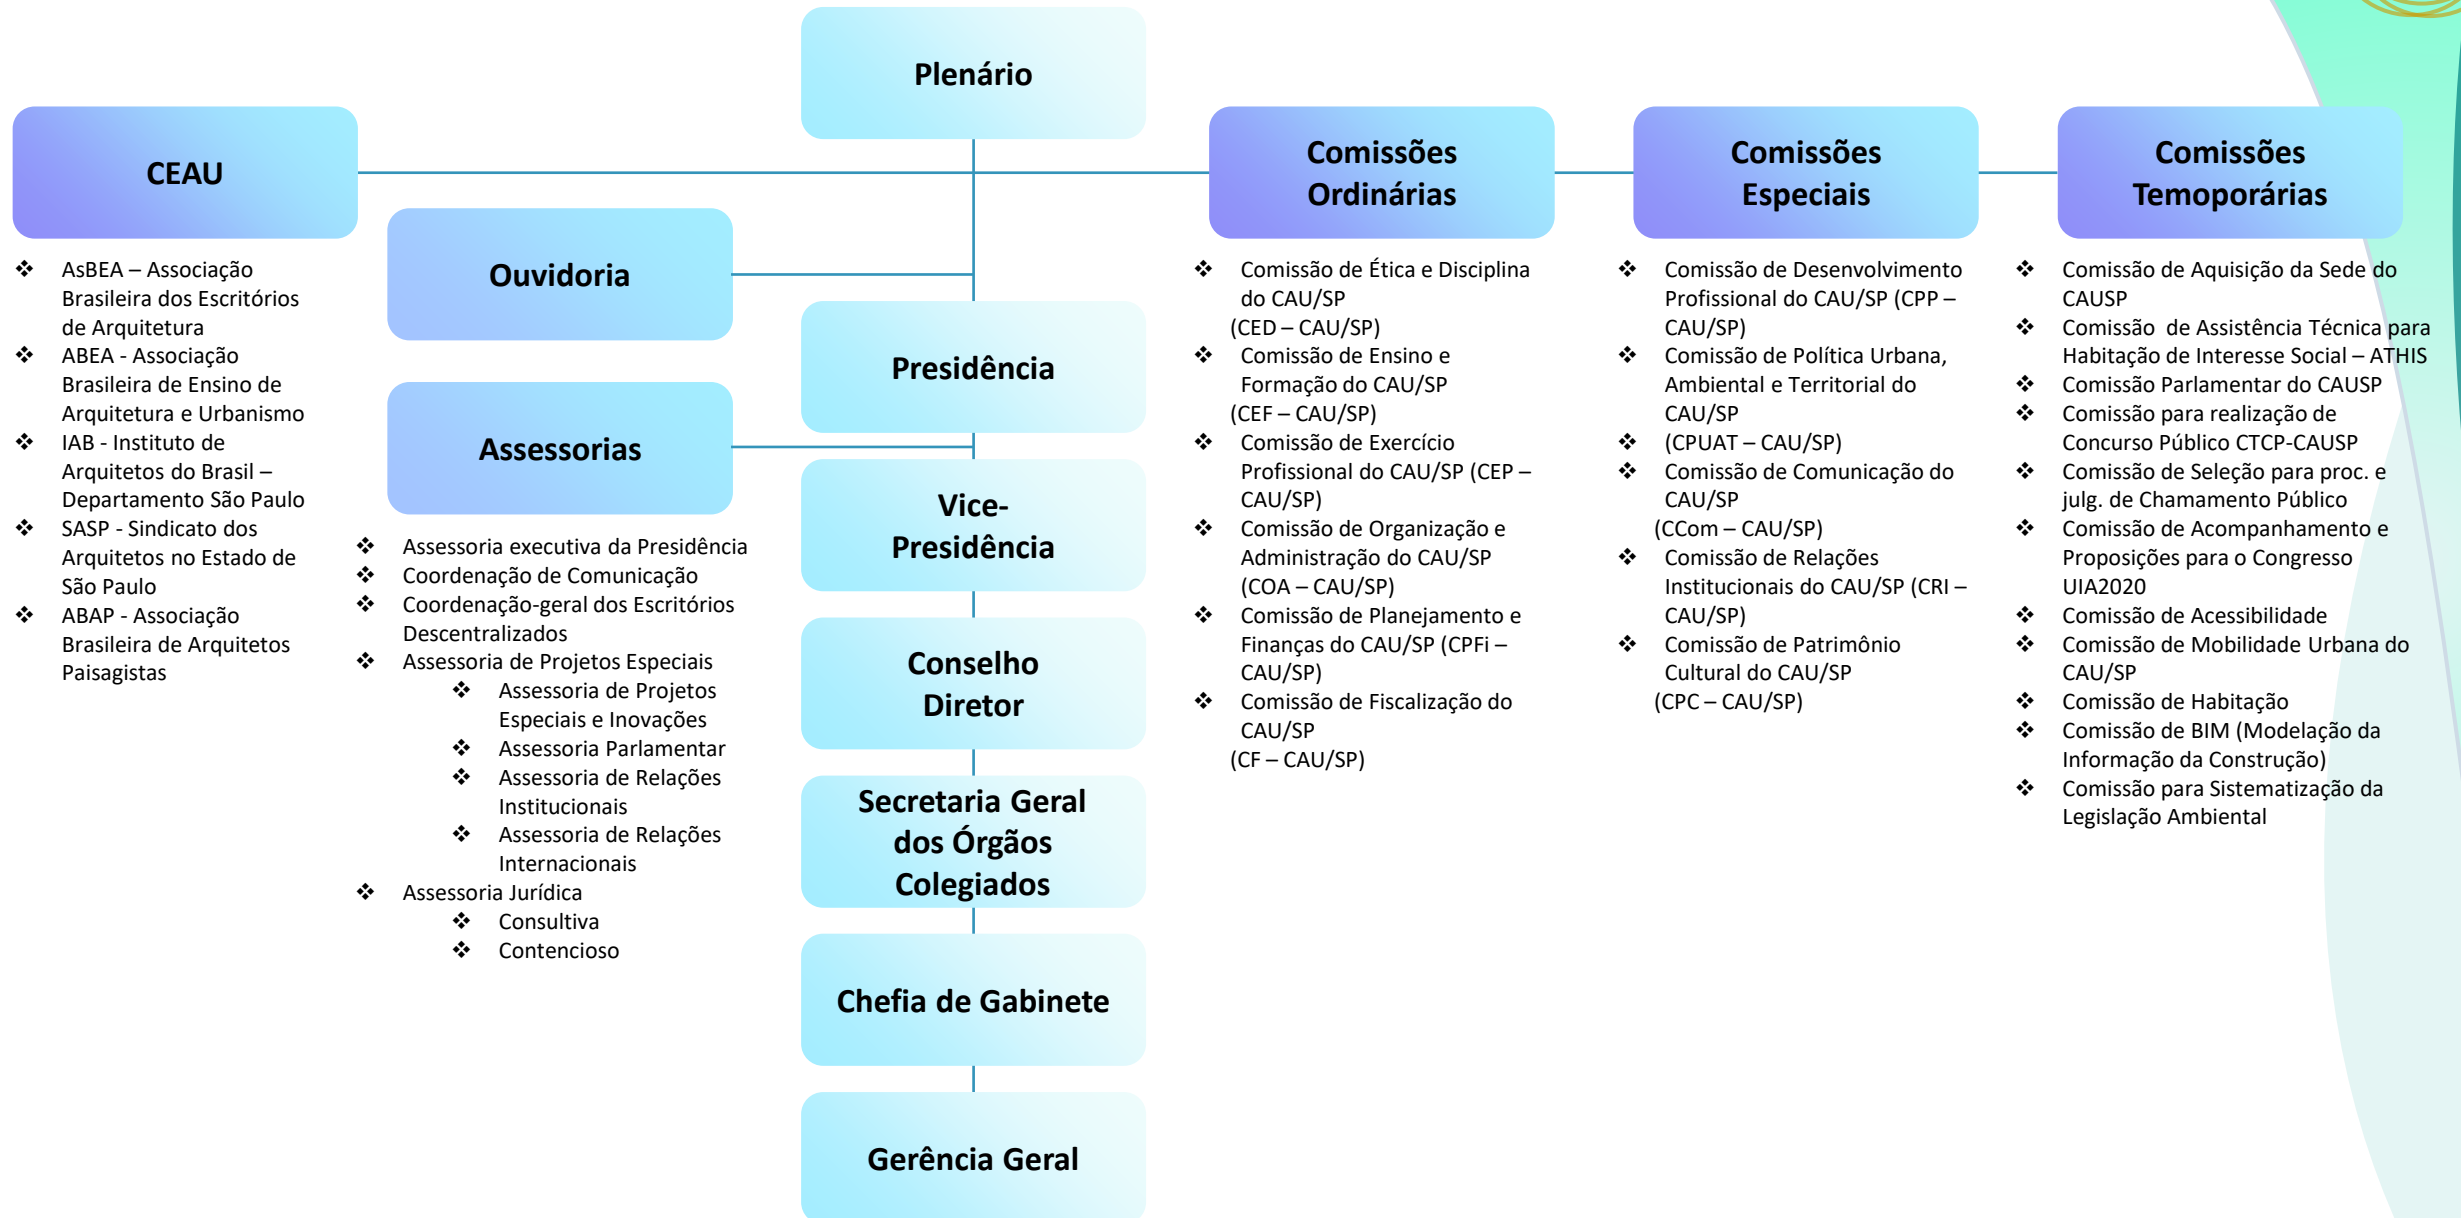 Plenário
CEAU
AsBEA – Associação
Brasileira dos Escritórios
de Arquitetura
ABEA - Associação
Brasileira de Ensino de
Arquitetura e Urbanismo
IAB - Instituto de
Arquitetos do Brasil –
Departamento São Paulo
SASP - Sindicato dos
Arquitetos no Estado de
São Paulo
ABAP - Associação
Brasileira de Arquitetos
Paisagistas
Ouvidoria
Assessorias
Assessoria executiva da Presidência
Coordenação de Comunicação
Coordenação-geral dos Escritórios
Descentralizados
Assessoria de Projetos Especiais
Assessoria de Projetos
Especiais e Inovações
Assessoria Parlamentar
Assessoria de Relações
Institucionais
Assessoria de Relações
Internacionais
Assessoria Jurídica
Consultiva
Contencioso
Presidência
Vice-
Presidência
Conselho
Diretor
Secretaria Geral
dos Órgãos
Colegiados
Chefia de Gabinete
Gerência Geral
Comissões
Ordinárias
Comissão de Ética e Disciplina
do CAU/SP
(CED – CAU/SP)
Comissão de Ensino e
Formação do CAU/SP
(CEF – CAU/SP)
Comissão de Exercício
Profissional do CAU/SP (CEP –
CAU/SP)
Comissão de Organização e
Administração do CAU/SP
(COA – CAU/SP)
Comissão de Planejamento e
Finanças do CAU/SP (CPFi –
CAU/SP)
Comissão de Fiscalização do
CAU/SP
(CF – CAU/SP)
Comissões
Especiais
Comissão de Desenvolvimento
Profissional do CAU/SP (CPP –
CAU/SP)
Comissão de Política Urbana,
Ambiental e Territorial do
CAU/SP
(CPUAT – CAU/SP)
Comissão de Comunicação do
CAU/SP
(CCom – CAU/SP)
Comissão de Relações
Institucionais do CAU/SP (CRI –
CAU/SP)
Comissão de Patrimônio
Cultural do CAU/SP
(CPC – CAU/SP)
Comissões
Temoporárias
Comissão de Aquisição da Sede do
CAUSP
Comissão  de Assistência Técnica para
Habitação de Interesse Social – ATHIS
Comissão Parlamentar do CAUSP
Comissão para realização de
Concurso Público CTCP-CAUSP
Comissão de Seleção para proc. e
julg. de Chamamento Público
Comissão de Acompanhamento e
Proposições para o Congresso
UIA2020
Comissão de Acessibilidade
Comissão de Mobilidade Urbana do
CAU/SP
Comissão de Habitação
Comissão de BIM (Modelação da
Informação da Construção)
Comissão para Sistematização da
Legislação Ambiental